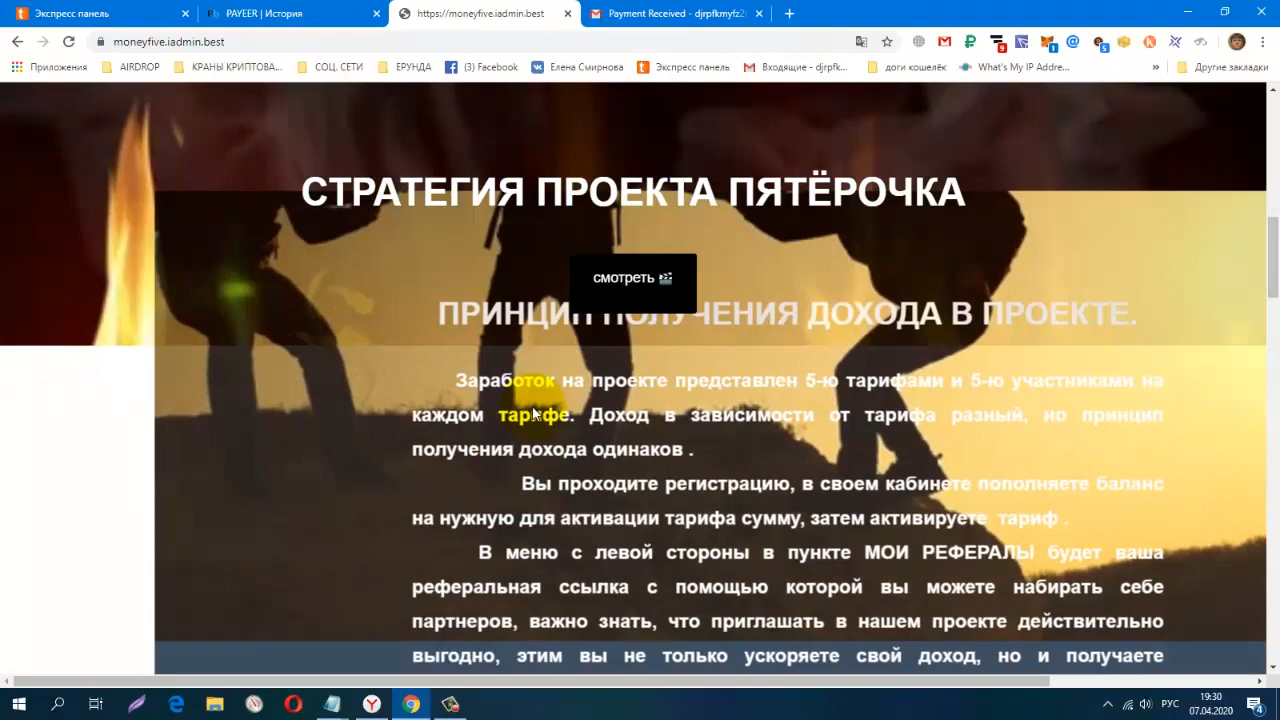 Экспресс панель
PAYEER | История
https://moneyfive.iadmin.best
Payment Received - djrpfkmyfz2
moneyfive.iadmin.best
9
1
5
Приложения
AIRDROP
КРАНЫ КРИПТОВА...
СОЦ. СЕТИ
ЕРУНДА
(3) Facebook
Елена Смирнова
Экспресс панель
Входящие - djrpfk...
доги кошелёк
What's My IP Addre...
»
Другие закладки
СТРАТЕГИЯ ПРОЕКТА ПЯТЁРОЧКА
смотреть 🎬
ПРИНЦИП ПОЛУЧЕНИЯ ДОХОДА В ПРОЕКТЕ.
Заработок на проекте представлен 5-ю тарифами и 5-ю участниками на
каждом тарифе. Доход в зависимости от тарифа разный, но принцип
получения дохода одинаков .
Вы проходите регистрацию, в своем кабинете пополняете баланс
на нужную для активации тарифа сумму, затем активируете тариф .
В меню с левой стороны в пункте МОИ РЕФЕРАЛЫ будет ваша
реферальная ссылка с помощью которой вы можете набирать себе
партнеров, важно знать, что приглашать в нашем проекте действительно
выгодно, этим вы не только ускоряете свой доход, но и получаете
РУС
19:30
07.04.2020
4